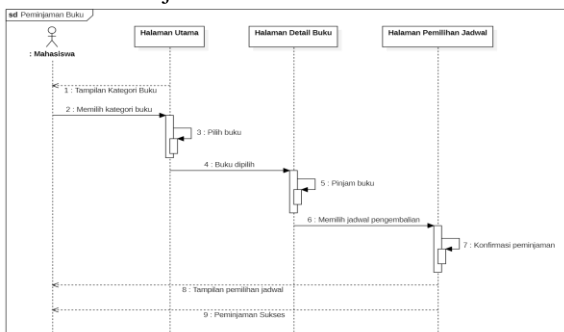 sd Peminjaman Buku
: Mahasiswa
Halaman Utama
Halaman Detail Buku
Halaman Pemilihan Jadwal
1 : Tampilan Kategori Buku
2 : Memilih kategori buku
3 : Pilih buku
4 : Buku dipilih
5 : Pinjam buku
6 : Memilih jadwal pengembalian
7 : Konfirmasi peminjaman
8 : Tampilan pemilihan jadwal
9 : Peminjaman Sukses